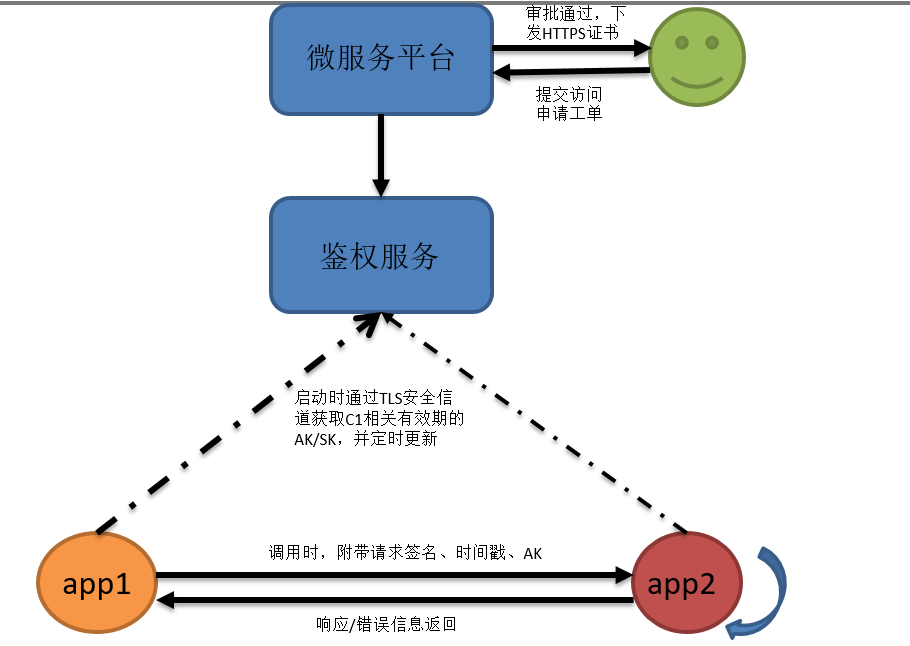 审批通过，下
发HTTPS证书
微服务平台
提交访问
申请工单
鉴权服务
启动时通过TLS安全信
道获取C1相关有效期的
AK/SK，并定时更新
调用时，附带请求签名、时间戳、AK
app1
app2
响应/错误信息返回